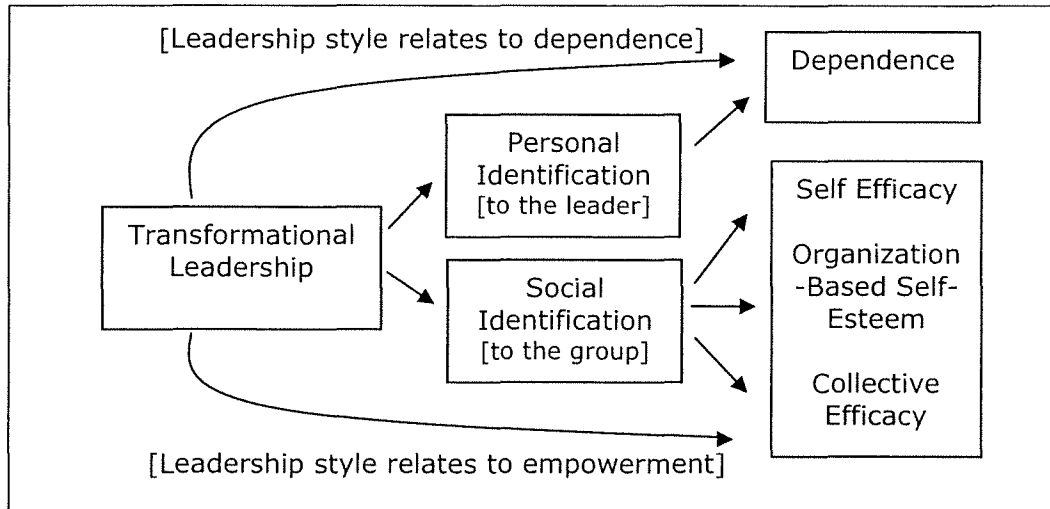 [Leadership style relates to dependence]
Dependence
Personal
Identification
[to the leader]
Transformational
Leadership
Social
Identification
[to the group]
Self Efficacy
Organization
-Based Self-
Esteem
Collective
Efficacy
[Leadership style relates to empowerment]